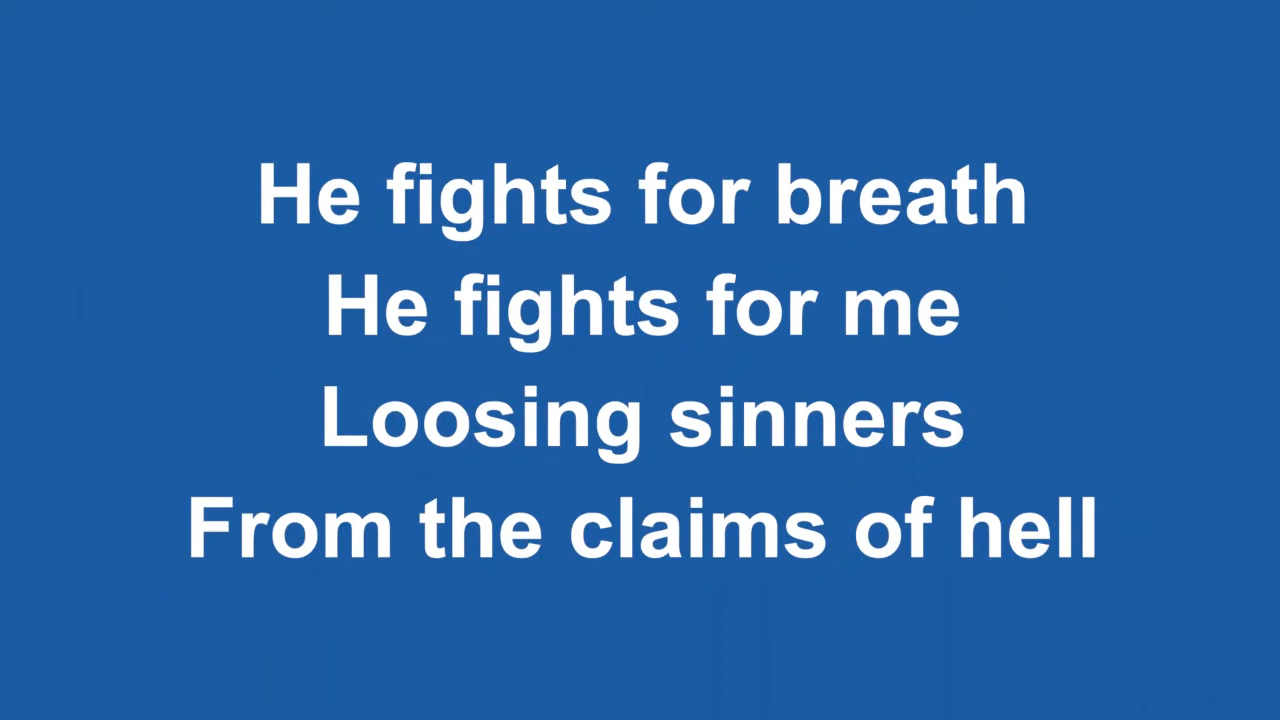 He fights for breath
He fights for me
Loosing sinners
From the claims of hell